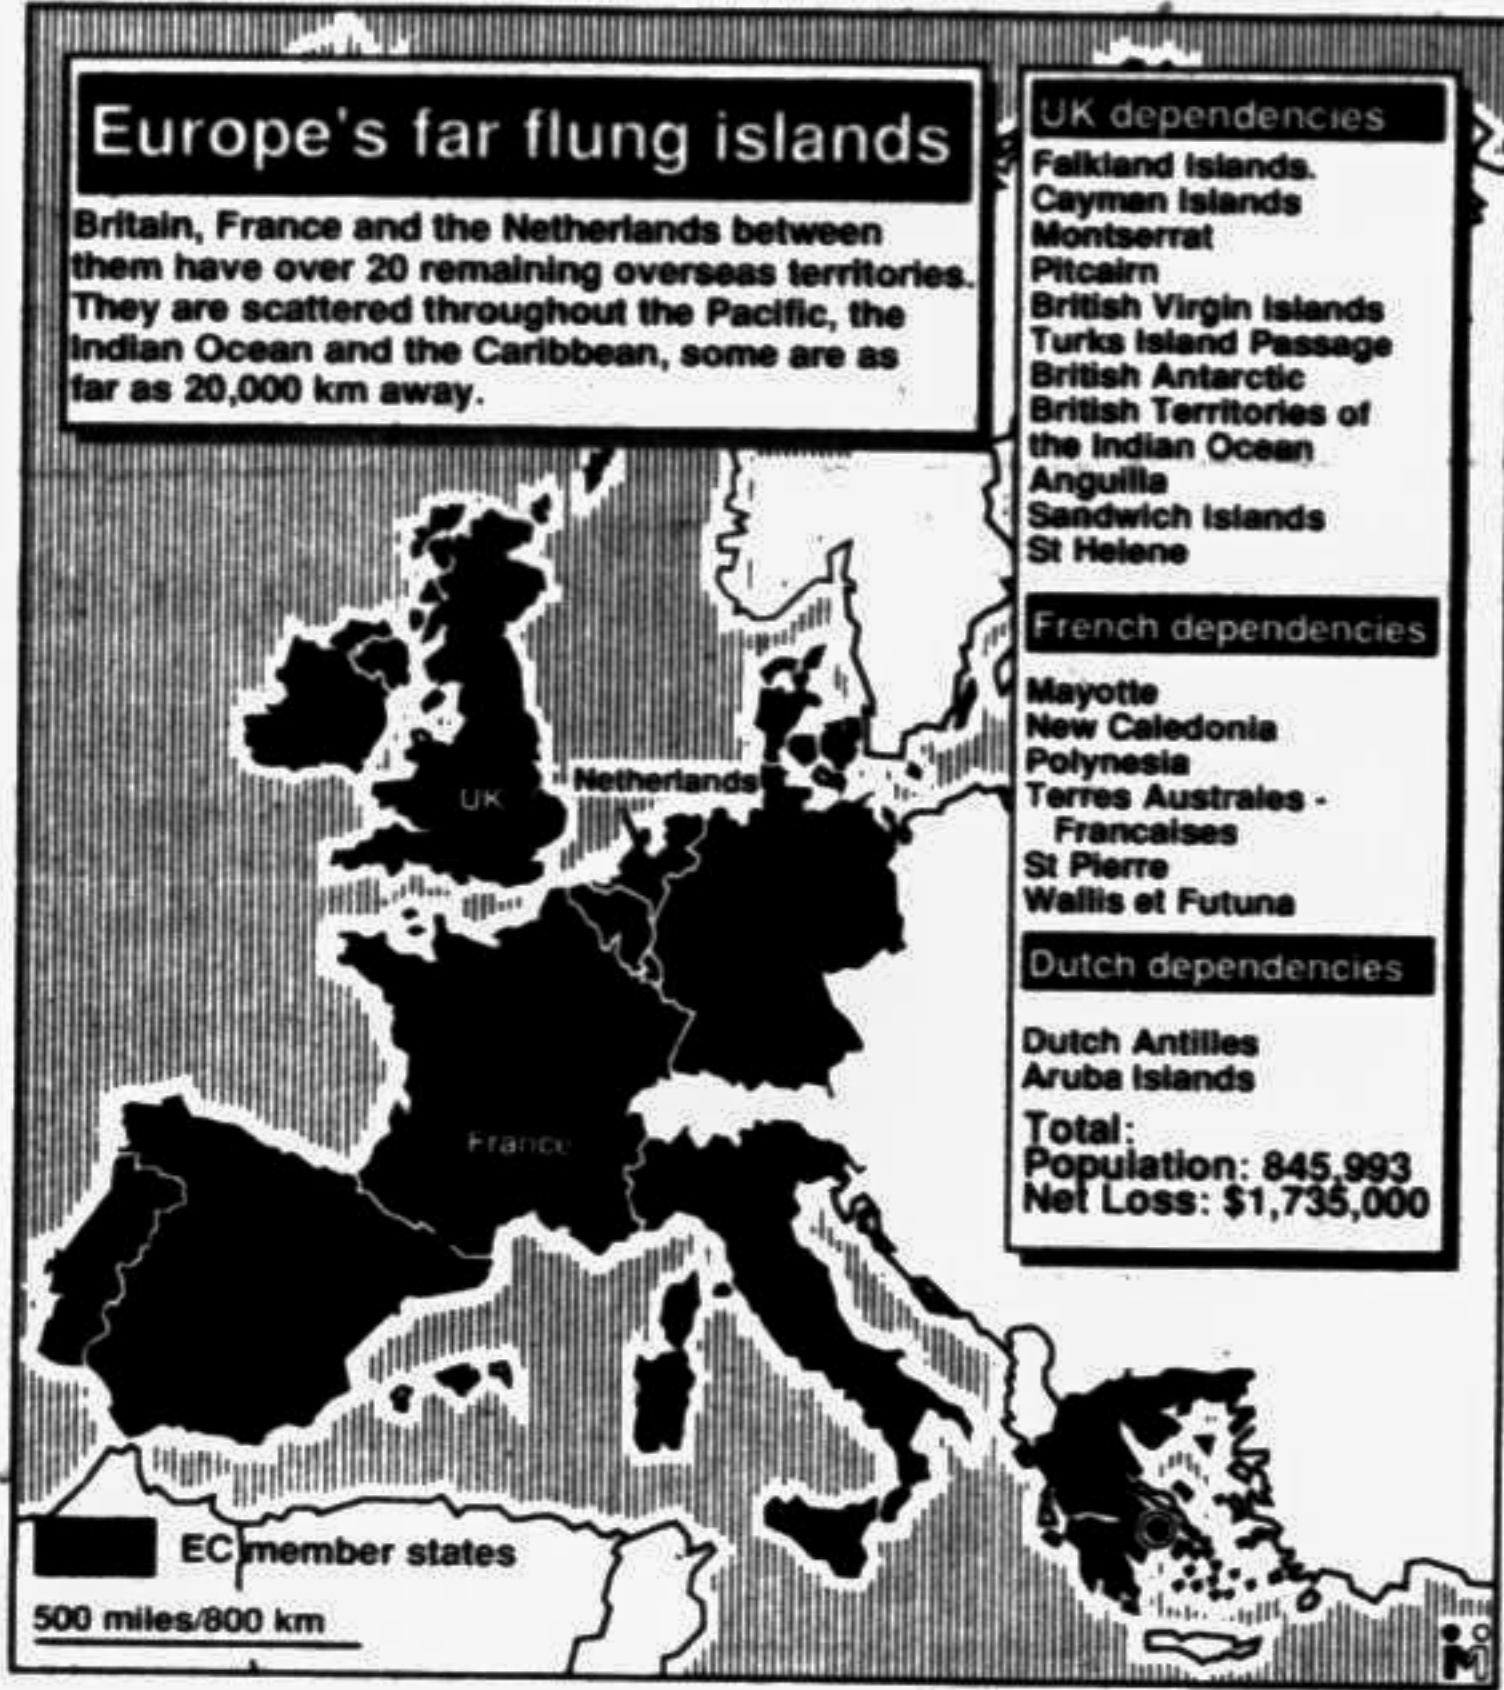 Europe's far flung islands
Britain, France and the Netherlands between
them have over 20 remaining overseas territories.
They are scattered throughout the Pacific, the
Indian Ocean and the Caribbean, some are as
far as 20,000 km away.
UK dependencies
Falkland Islands.
Cayman Islands
Montserrat
Pitcairn
British Virgin Islands
Turks Island Passage
British Antarctic
British Territories of
the Indian Ocean
Anguilla
Sandwich Islands
St Helene
French dependencies
Mayotte
New Caledonia
Polynesia
Terres Australes -
Francaises
St Pierre
Wallis et Futuna
Dutch dependencies
Dutch Antilles
Aruba Islands
Total:
Population: 845,993
Net Loss: $1,735,000
Netherlands
UK
France
EC member states
500 miles/800 km